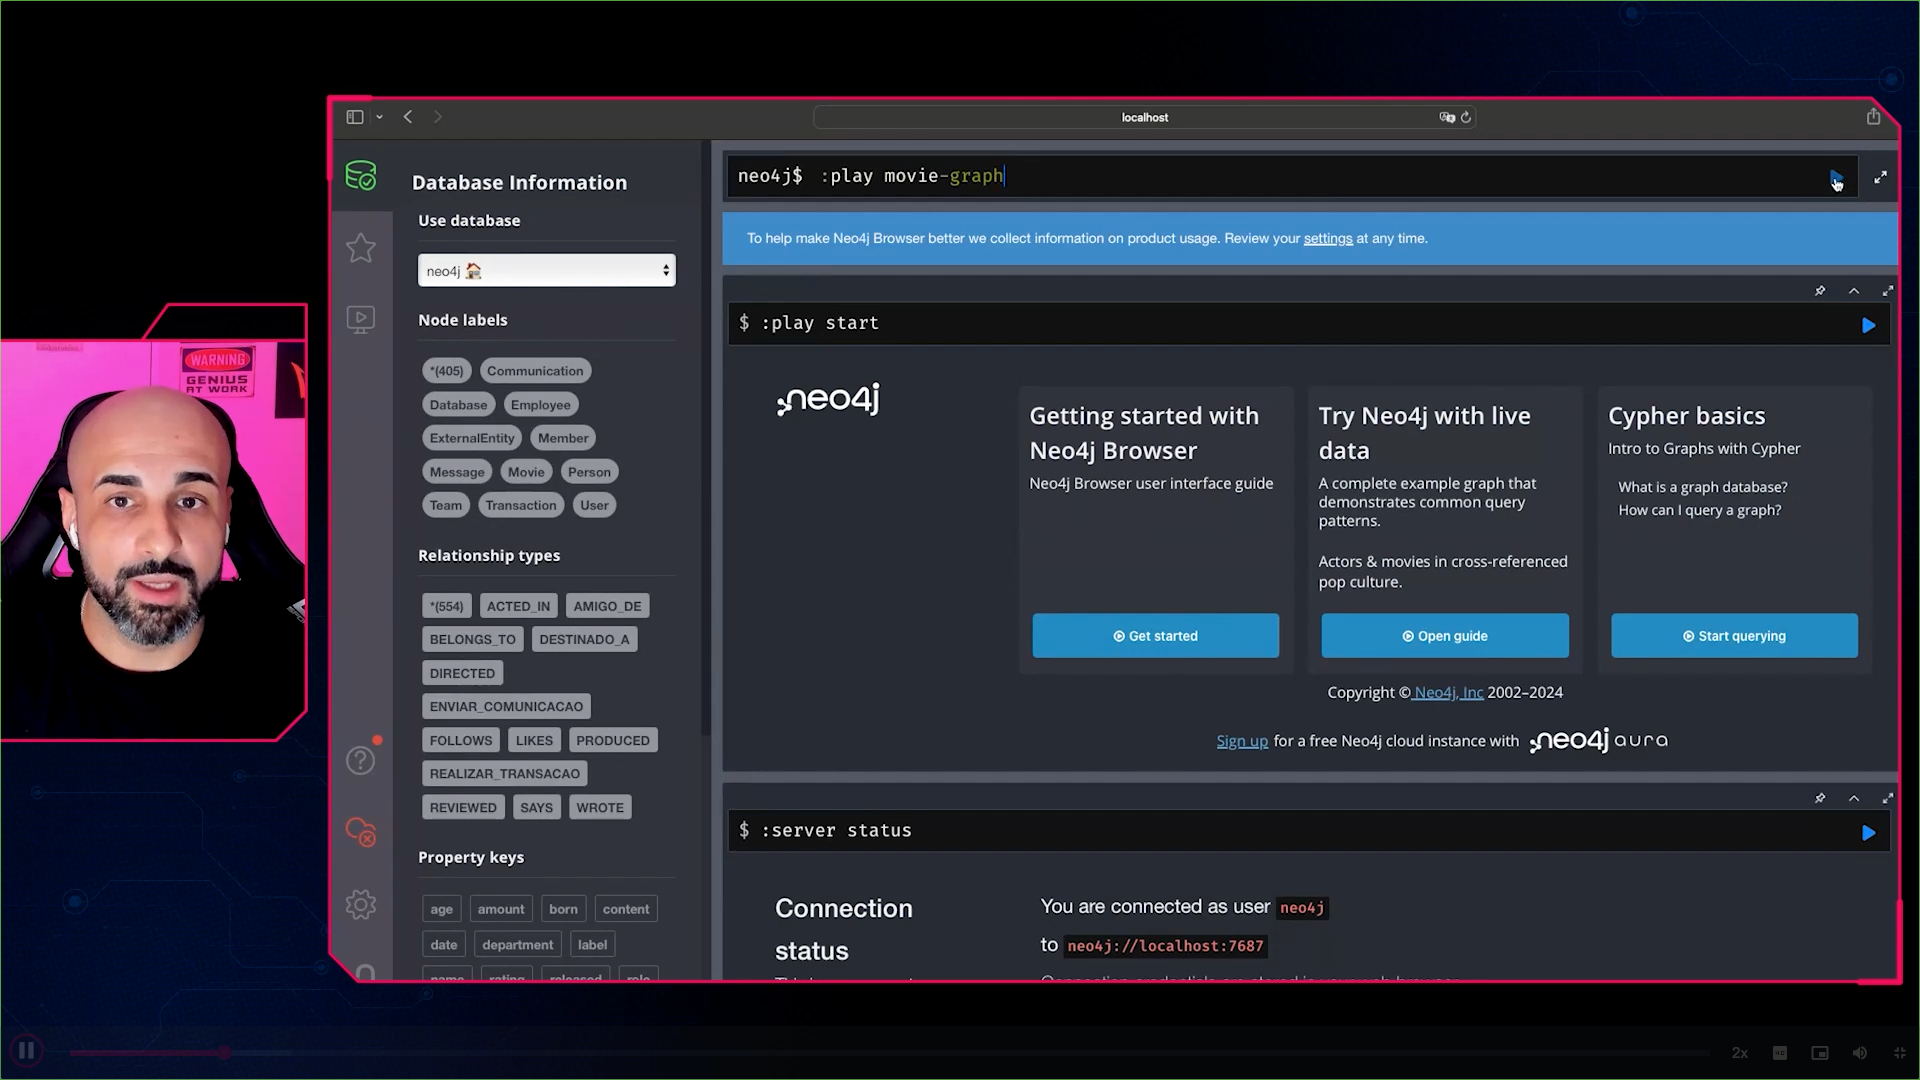 localhost
Database Information
Use database
neo4j
Node labels
*(405) Communication
Database Employee
ExternalEntity Member
Message Movie Person
Team Transaction User
Relationship types
*(554) ACTED_IN AMIGO_DE
BELONGS_TO DESTINADO_A
DIRECTED
ENVIAR_COMUNICACAO
FOLLOWS LIKES PRODUCED
REALIZAR_TRANSACAO
REVIEWED SAYS WROTE
Property keys
age amount born content
date department label
name rating released role
neo4j$ :play movie-graph
To help make Neo4j Browser better we collect information on product usage. Review your settings at any time.
$ :play start
neo4j
Getting started with
Neo4j Browser
Neo4j Browser user interface guide
Get started
Try Neo4j with live
data
A complete example graph that
demonstrates common query
patterns.
Actors & movies in cross-referenced
pop culture.
Open guide
Cypher basics
Intro to Graphs with Cypher
What is a graph database?
How can I query a graph?
Start querying
Copyright © Neo4j, Inc 2002–2024
Sign up for a free Neo4j cloud instance with neo4j aura
$ :server status
Connection
status
You are connected as user neo4j
to neo4j://localhost:7687
WARNING
GENIUS
AT WORK
2x